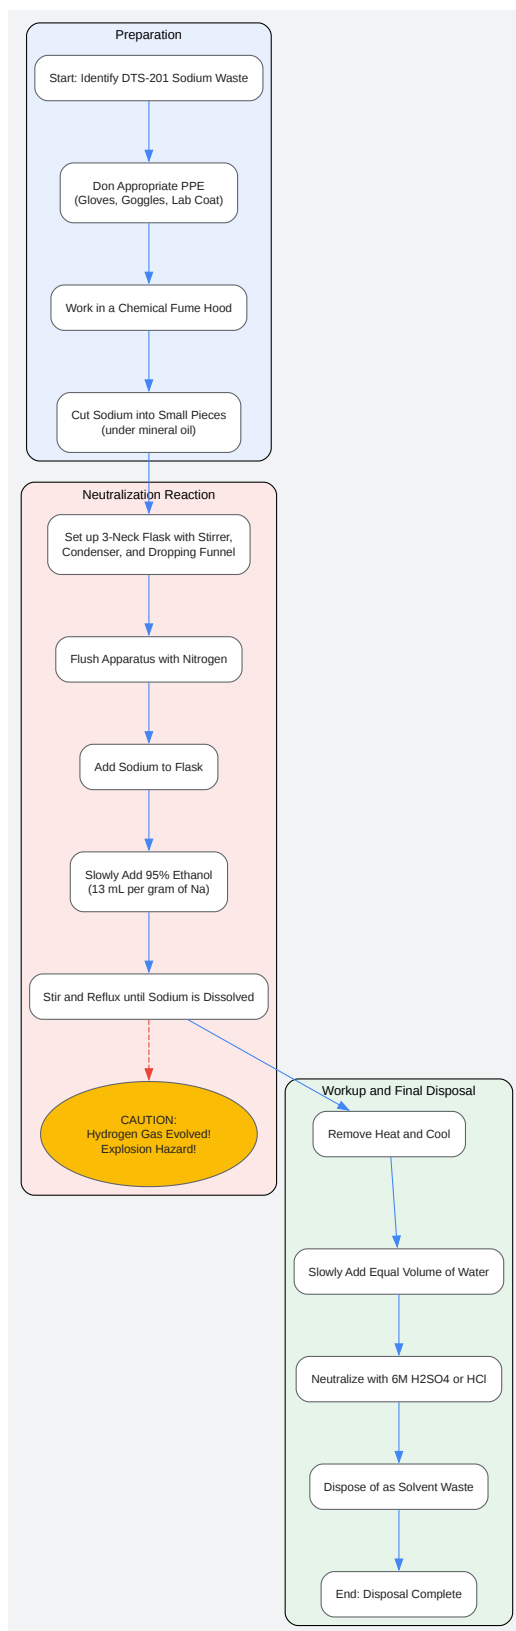 Preparation
Start: Identify DTS-201 Sodium Waste
Don Appropriate PPE
(Gloves, Goggles, Lab Coat)
Work in a Chemical Fume Hood
Cut Sodium into Small Pieces
(under mineral oil)
Neutralization Reaction
Set up 3-Neck Flask with Stirrer,
Condenser, and Dropping Funnel
Flush Apparatus with Nitrogen
Add Sodium to Flask
Slowly Add 95% Ethanol
(13 mL per gram of Na)
Stir and Reflux until Sodium is Dissolved
CAUTION:
Hydrogen Gas Evolved!
Explosion Hazard!
Workup and Final Disposal
Remove Heat and Cool
Slowly Add Equal Volume of Water
Neutralize with 6M H2SO4 or HCl
Dispose of as Solvent Waste
End: Disposal Complete